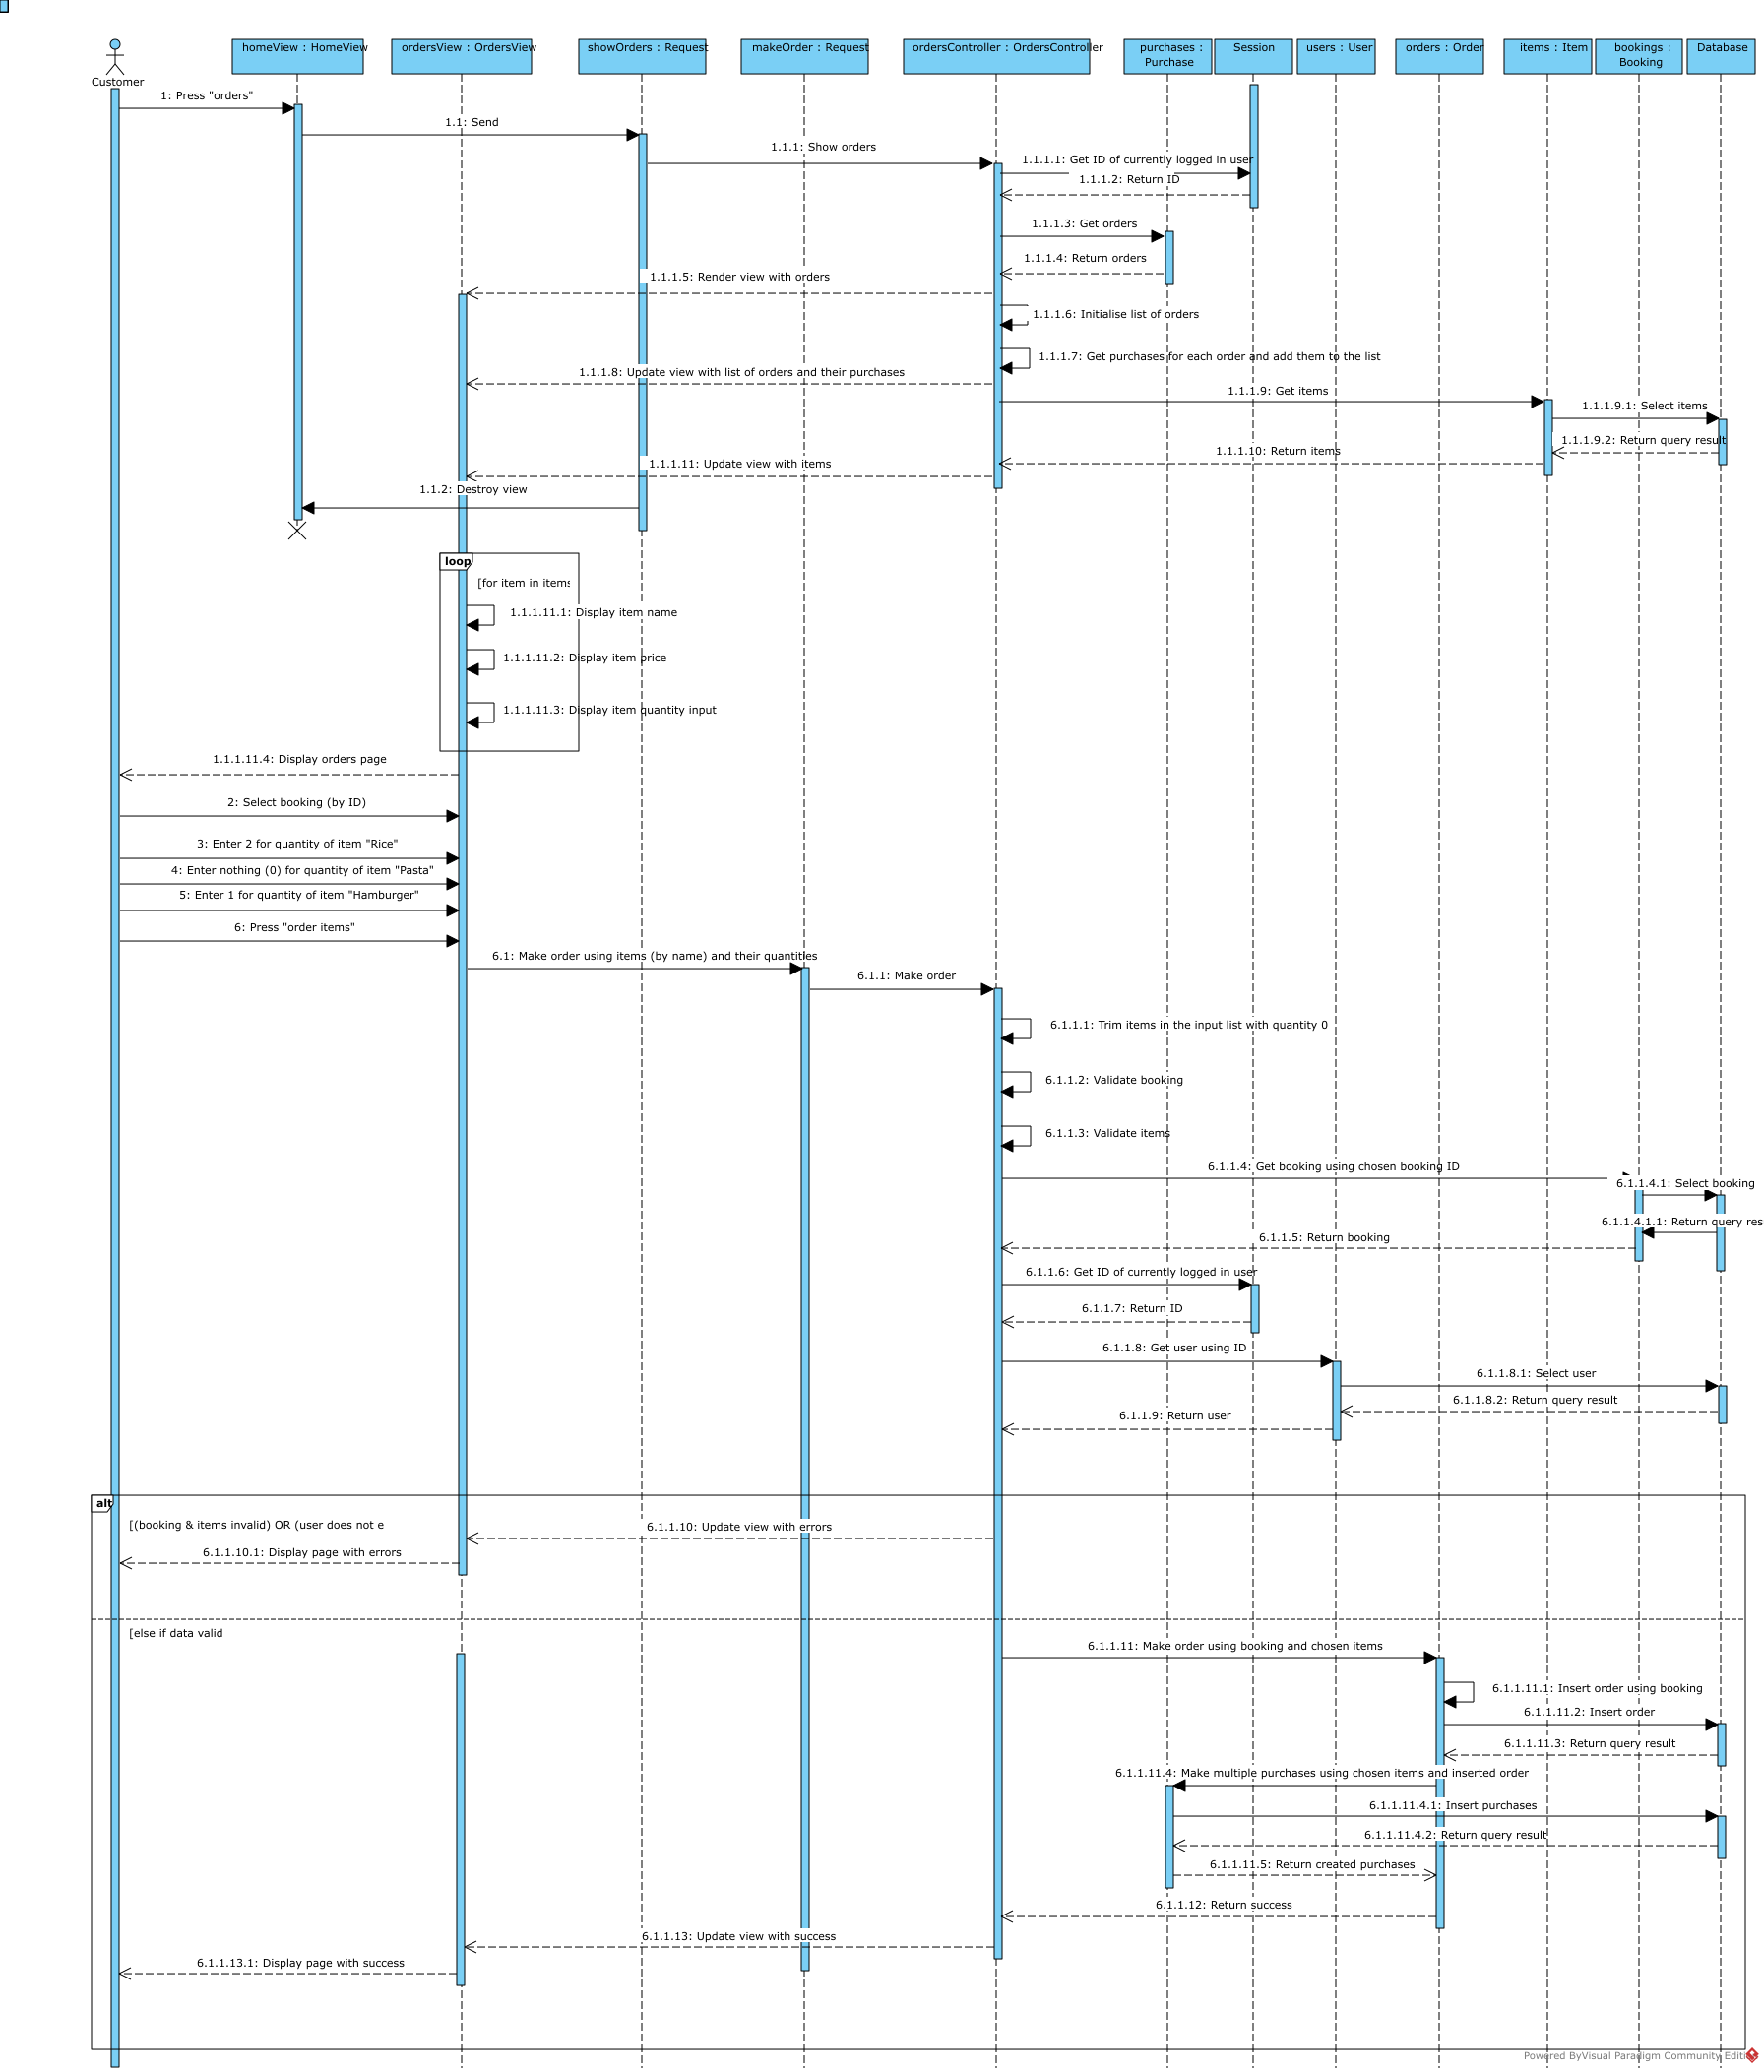 homeView : HomeView
ordersView : OrdersView
showOrders : Request
makeOrder : Request
ordersController : OrdersController
purchases :
Purchase
Session
users : User
orders : Order
items : Item
bookings :
Booking
Database
Customer
1: Press "orders"
1.1: Send
1.1.1: Show orders
1.1.1.1: Get ID of currently logged in user
1.1.1.2: Return ID
1.1.1.3: Get orders
1.1.1.4: Return orders
1.1.1.5: Render view with orders
1.1.1.6: Initialise list of orders
1.1.1.7: Get purchases for each order and add them to the list
1.1.1.8: Update view with list of orders and their purchases
1.1.1.9: Get items
1.1.1.9.1: Select items
1.1.1.9.2: Return query result
1.1.1.10: Return items
1.1.1.11: Update view with items
1.1.2: Destroy view
loop
[for item in items
1.1.1.11.1: Display item name
1.1.1.11.2: Display item price
1.1.1.11.3: Display item quantity input
1.1.1.11.4: Display orders page
2: Select booking (by ID)
3: Enter 2 for quantity of item "Rice"
4: Enter nothing (0) for quantity of item "Pasta"
5: Enter 1 for quantity of item "Hamburger"
6: Press "order items"
6.1: Make order using items (by name) and their quantities
6.1.1: Make order
6.1.1.1: Trim items in the input list with quantity 0
6.1.1.2: Validate booking
6.1.1.3: Validate items
6.1.1.4: Get booking using chosen booking ID
6.1.1.4.1: Select booking
6.1.1.4.1.1: Return query res
6.1.1.5: Return booking
6.1.1.6: Get ID of currently logged in user
6.1.1.7: Return ID
6.1.1.8: Get user using ID
6.1.1.8.1: Select user
6.1.1.8.2: Return query result
6.1.1.9: Return user
alt
[(booking & items invalid) OR (user does not e
6.1.1.10: Update view with errors
6.1.1.10.1: Display page with errors
[else if data valid
6.1.1.11: Make order using booking and chosen items
6.1.1.11.1: Insert order using booking
6.1.1.11.2: Insert order
6.1.1.11.3: Return query result
6.1.1.11.4: Make multiple purchases using chosen items and inserted order
6.1.1.11.4.1: Insert purchases
6.1.1.11.4.2: Return query result
6.1.1.11.5: Return created purchases
6.1.1.12: Return success
6.1.1.13: Update view with success
6.1.1.13.1: Display page with success
Powered By Visual Paradigm Community Edition